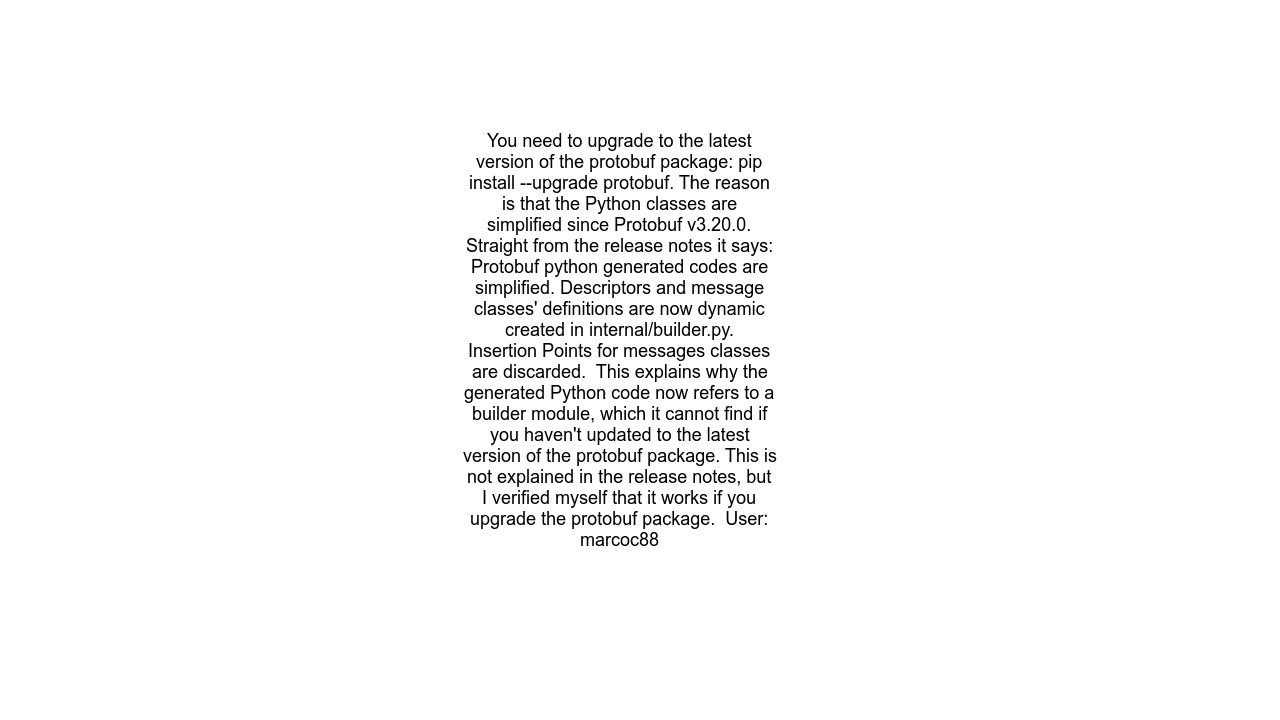 You need to upgrade to the latest
version of the protobuf package: pip
install --upgrade protobuf. The reason
is that the Python classes are
simplified since Protobuf v3.20.0.
Straight from the release notes it says:
Protobuf python generated codes are
simplified. Descriptors and message
classes' definitions are now dynamic
created in internal/builder.py.
Insertion Points for messages classes
are discarded.  This explains why the
generated Python code now refers to a
builder module, which it cannot find if
you haven't updated to the latest
version of the protobuf package. This is
not explained in the release notes, but
I verified myself that it works if you
upgrade the protobuf package.  User:
marcoc88